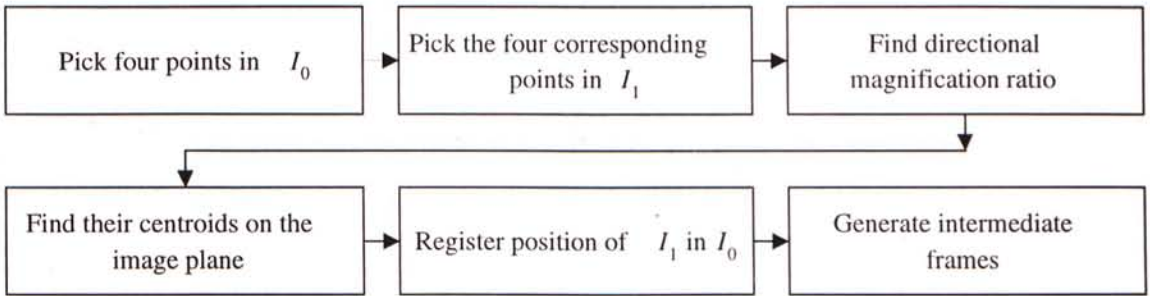 Pick four points in I₀
Pick the four corresponding
points in I₁
Find directional
magnification ratio
Find their centroids on the
image plane
Register position of I₁ in I₀
Generate intermediate
frames